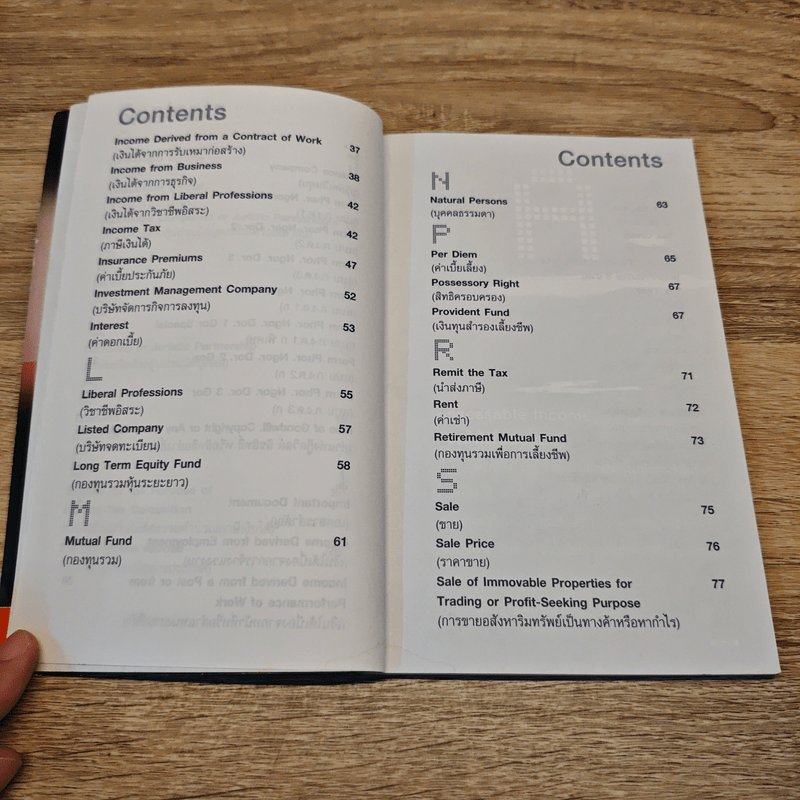 Contents
Income Derived from a Contract of Work 37
(เงินได้จากการรับเหมาก่อสร้าง)
Income from Business 38
(เงินได้จากการธุรกิจ)
Income from Liberal Professions 42
(เงินได้จากวิชาชีพอิสระ)
Income Tax 42
(ภาษีเงินได้)
Insurance Premiums 47
(ค่าเบี้ยประกันภัย)
Investment Management Company 52
(บริษัทจัดการกิจการลงทุน)
Interest 53
(ค่าดอกเบี้ย)
L
Liberal Professions 55
(วิชาชีพอิสระ)
Listed Company 57
(บริษัทจดทะเบียน)
Long Term Equity Fund 58
(กองทุนรวมหุ้นระยะยาว)
M
Mutual Fund 61
(กองทุนรวม)
Contents
N
Natural Persons 63
(บุคคลธรรมดา)
P
Per Diem 65
(ค่าเบี้ยเลี้ยง)
Possessory Right 67
(สิทธิครอบครอง)
Provident Fund 67
(เงินทุนสำรองเลี้ยงชีพ)
R
Remit the Tax 71
(นำส่งภาษี)
Rent 72
(ค่าเช่า)
Retirement Mutual Fund 73
(กองทุนรวมเพื่อการเลี้ยงชีพ)
S
Sale 75
(ขาย)
Sale Price 76
(ราคาขาย)
Sale of Immovable Properties for 77
Trading or Profit-Seeking Purpose
(การขายอสังหาริมทรัพย์เป็นทางค้าหรือหากำไร)